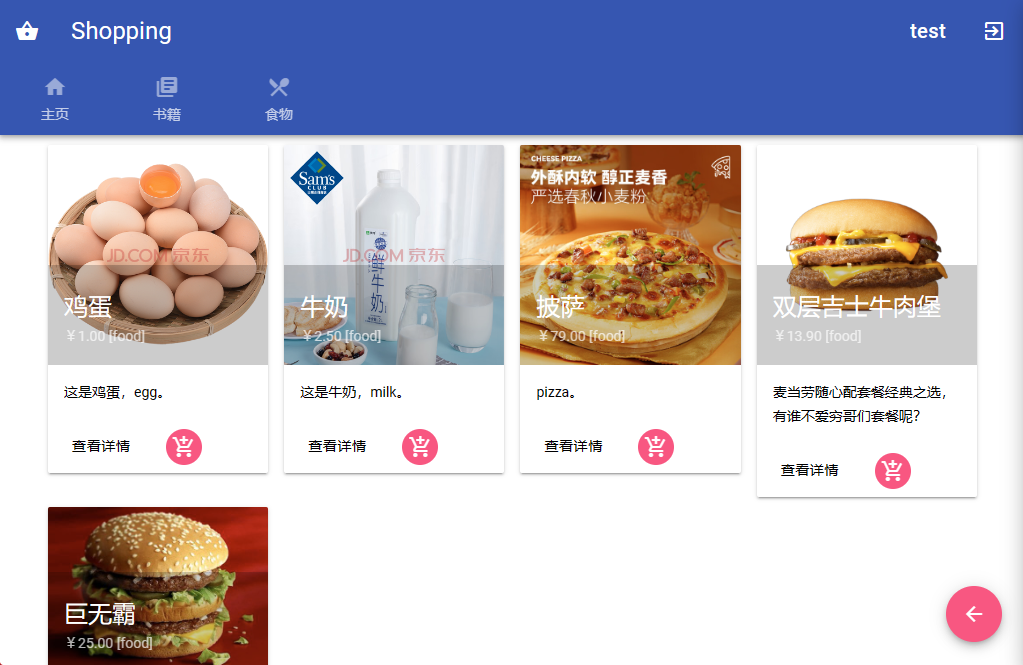 Shopping
test
主页
书籍
食物
JD.COM 京东
鸡蛋
¥ 1.00 [food]
这是鸡蛋，egg。
查看详情
Sam's
CLUB
JD.COM 京东
鲜牛奶
牛奶
¥ 2.50 [food]
这是牛奶，milk。
查看详情
CHEESE PIZZA
外酥内软 醇正麦香
严选春秋小麦粉
披萨
¥ 79.00 [food]
pizza。
查看详情
双层吉士牛肉堡
¥ 13.90 [food]
麦当劳随心配套餐经典之选，
有谁不爱穷哥们套餐呢？
查看详情
巨无霸
¥ 25.00 [food]